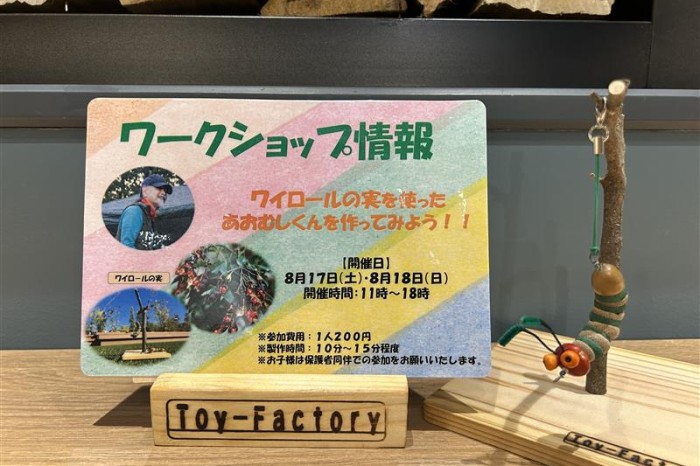 ワークショップ情報
ワイロールの実を使った
あおむしくんを作ってみよう！！
ワイロールの実
【開催日】
8月17日(土)・8月18日(日)
開催時間：11時～18時
※参加費用：1人200円
※製作時間：10分～15分程度
※お子様は保護者同伴での参加をお願いいたします。
Toy-Factory
Toy-Factory